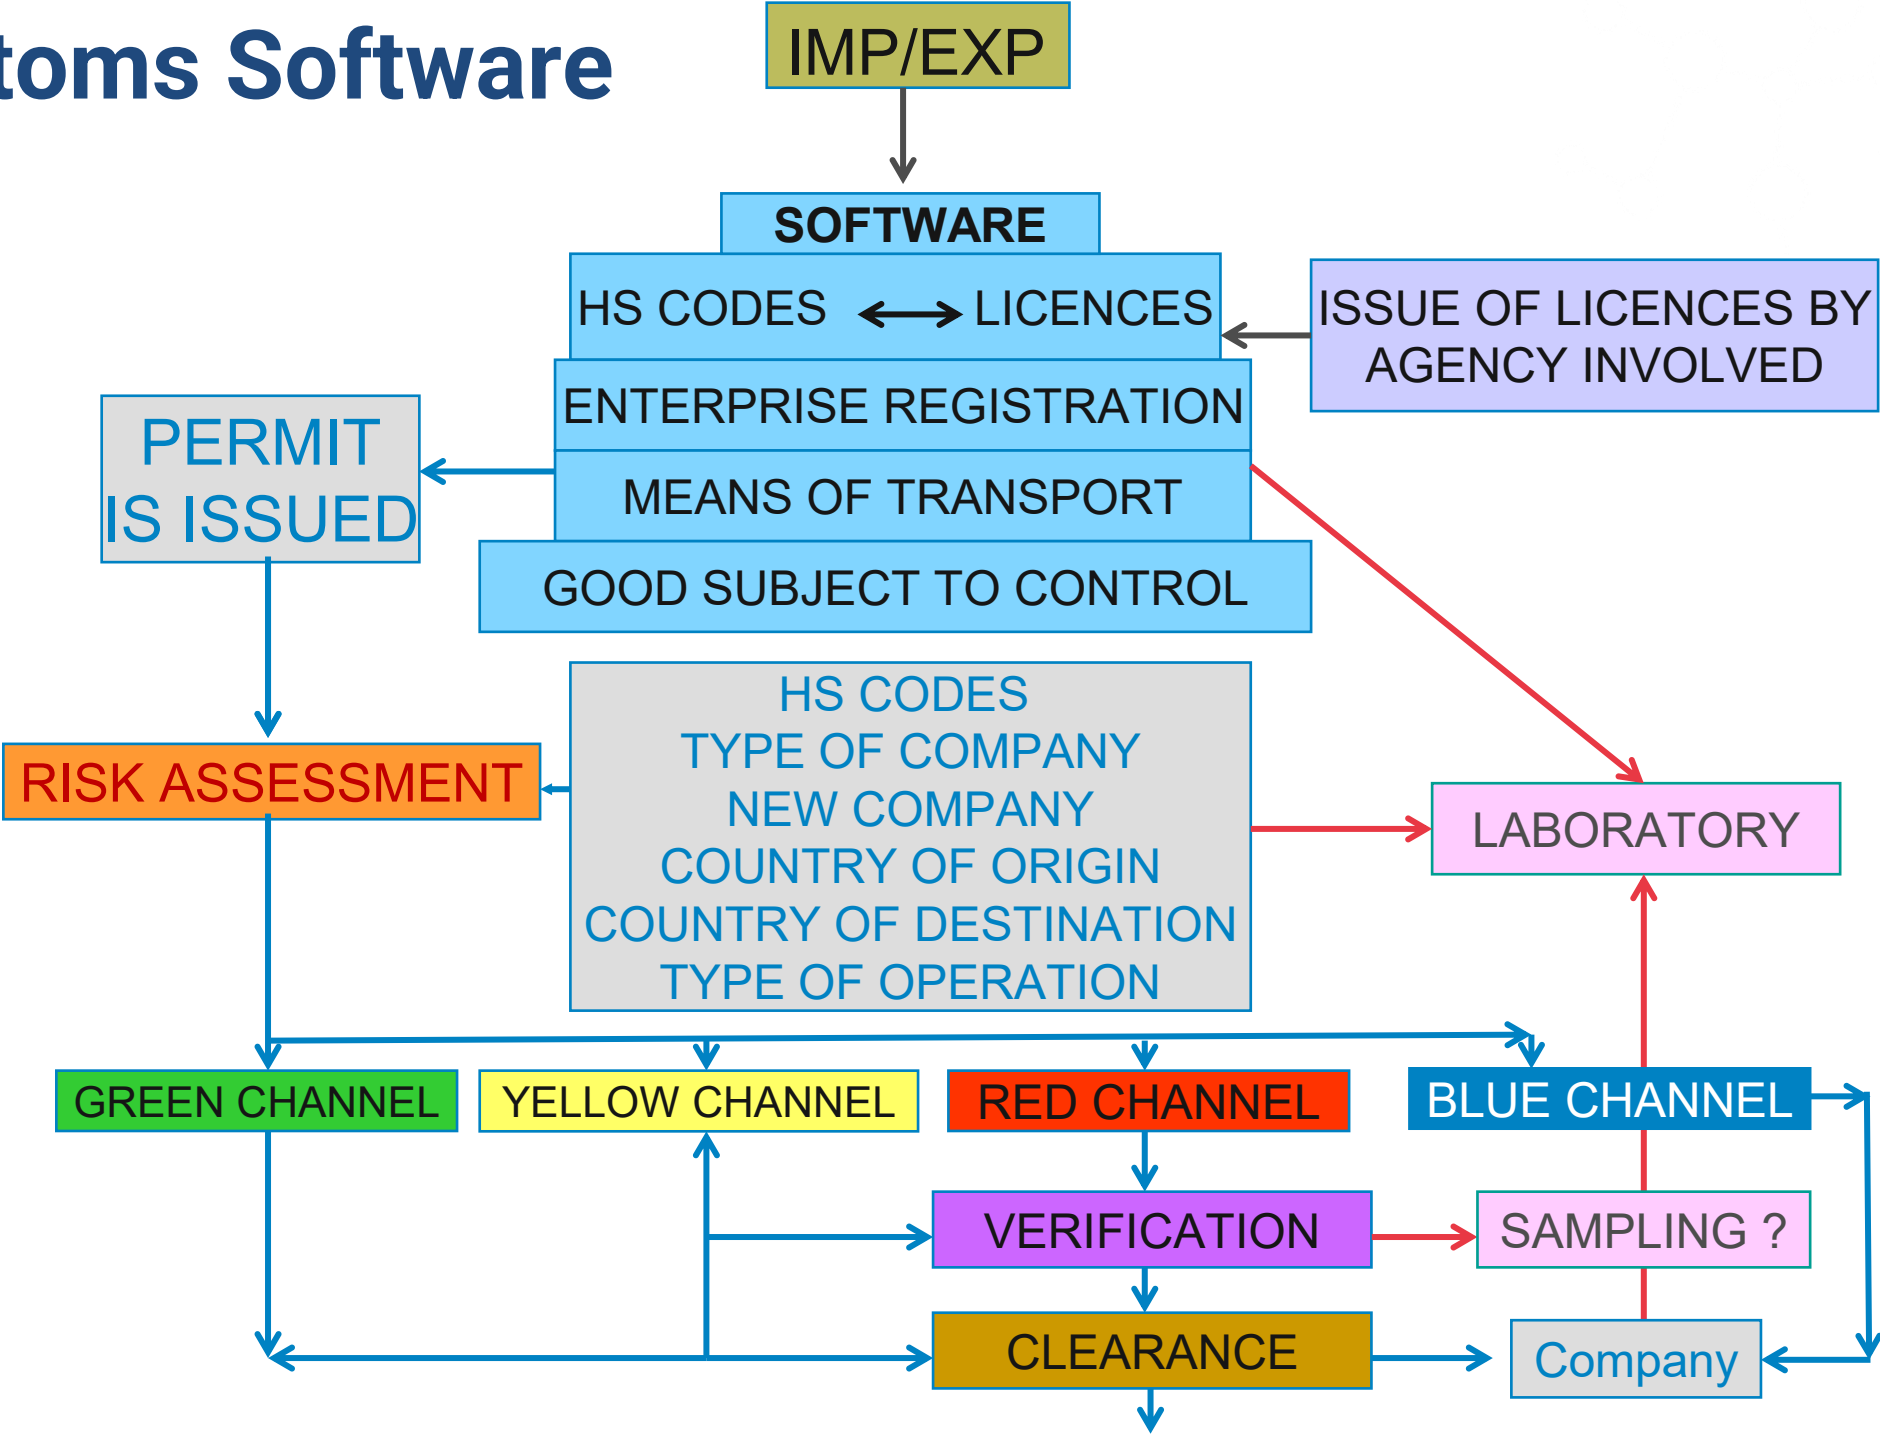 toms Software
IMP/EXP
SOFTWARE
HS CODES LICENCES
ISSUE OF LICENCES BY
AGENCY INVOLVED
ENTERPRISE REGISTRATION
PERMIT
IS ISSUED
MEANS OF TRANSPORT
GOOD SUBJECT TO CONTROL
HS CODES
TYPE OF COMPANY
NEW COMPANY
COUNTRY OF ORIGIN
COUNTRY OF DESTINATION
TYPE OF OPERATION
RISK ASSESSMENT
LABORATORY
GREEN CHANNEL
YELLOW CHANNEL
RED CHANNEL
BLUE CHANNEL
VERIFICATION
SAMPLING ?
CLEARANCE
Company